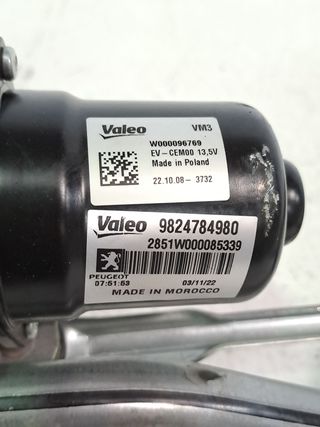 Valeo VM3
W000096769
EV-CEM00 13,5V
Made in Poland
22.10.08- 3732
Valeo 9824784980
2851W000085339
PEUGEOT
07:51:53 03/11/22
MADE IN MOROCCO